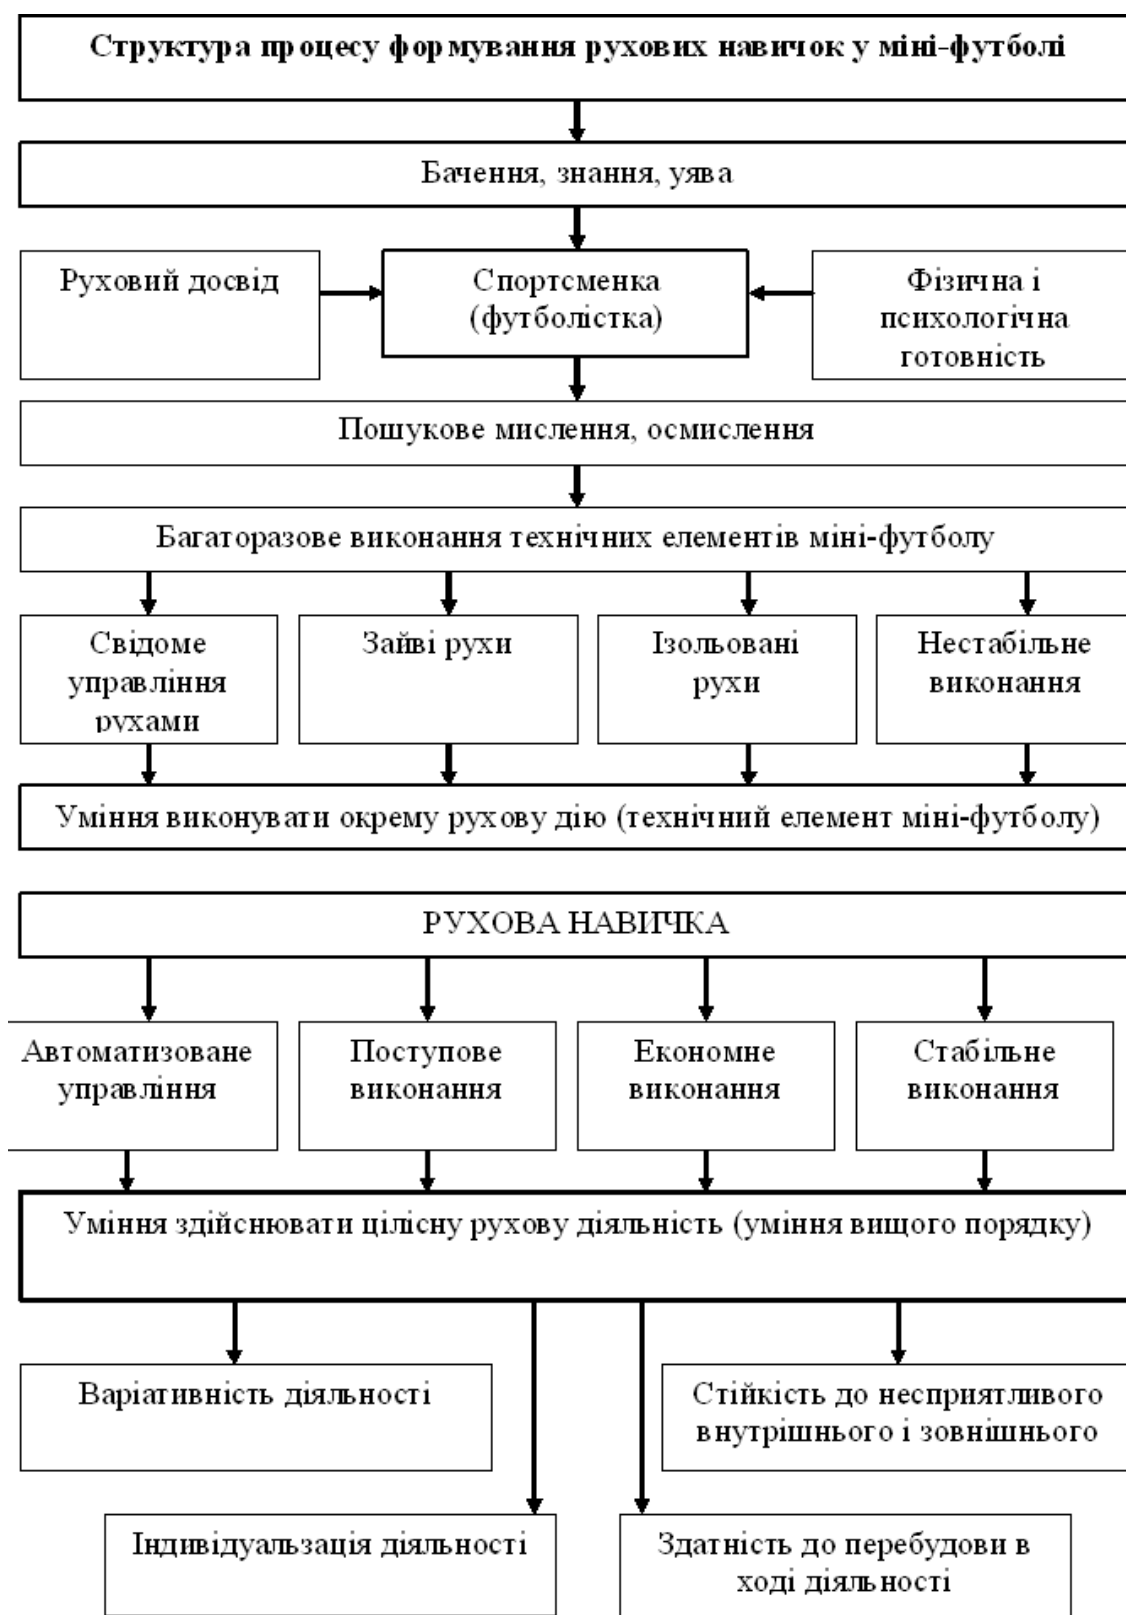 Структура процесу формування рухових навичок у міні-футболі
Бачення, знання, уява
Руховий досвід
Спортсменка
(футболістка)
Фізична і
психологічна
готовність
Пошукове мислення, осмислення
Багаторазове виконання технічних елементів міні-футболу
Свідоме
управління
рухами
Зайві рухи
Ізольовані
рухи
Нестабільне
виконання
Уміння виконувати окрему рухову дію (технічний елемент міні-футболу)
РУХОВА НАВИЧКА
Автоматизоване
управління
Поступове
виконання
Економне
виконання
Стабільне
виконання
Уміння здійснювати цілісну рухову діяльність (уміння вищого порядку)
Варіативність діяльності
Стійкість до несприятливого
внутрішнього і зовнішнього
Індивидуальзація діяльності
Здатність до перебудови в
ході діяльності